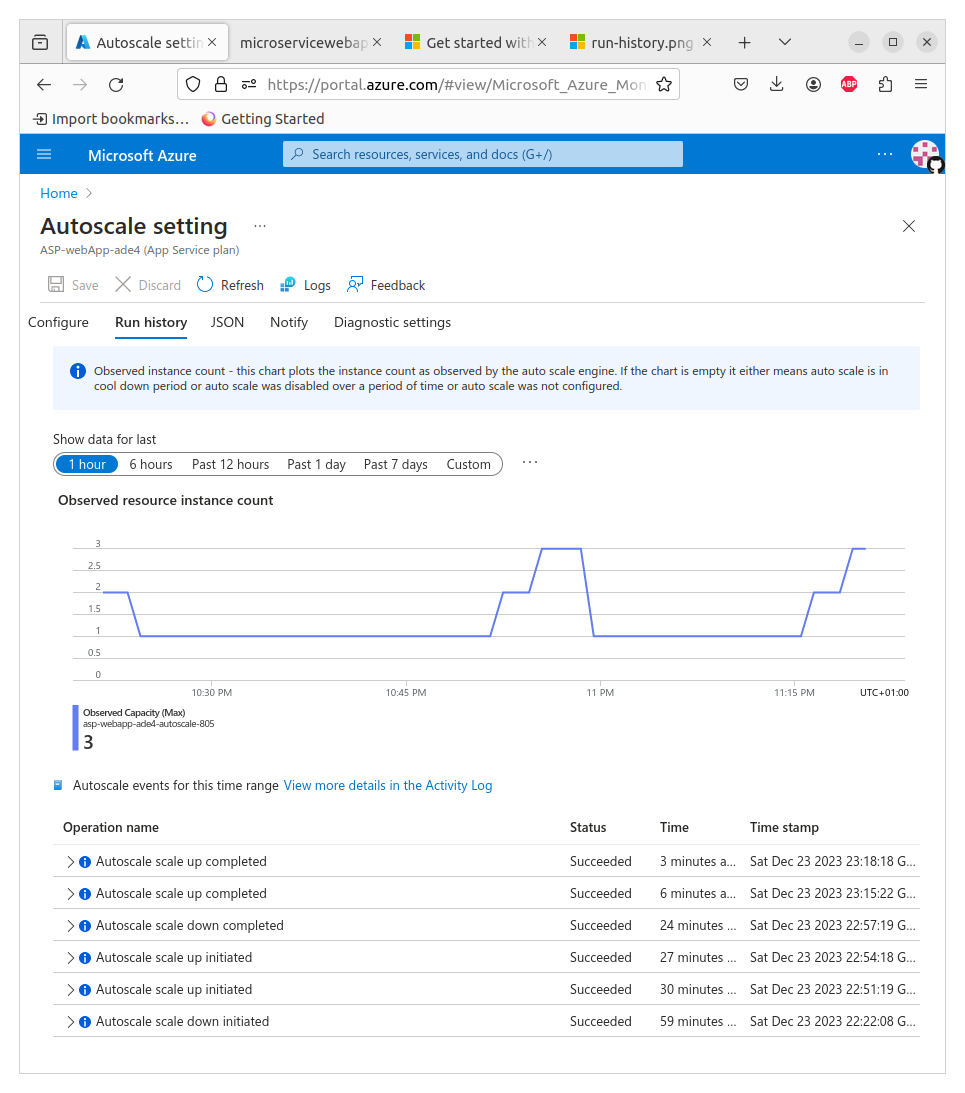 Autoscale settin
microservicewebap
Get started with
run-history.png
https://portal.azure.com/#view/Microsoft_Azure_Mon
ABP
Import bookmarks...
Getting Started
Microsoft Azure
Search resources, services, and docs (G+/)
Home
Autoscale setting
ASP-webApp-ade4 (App Service plan)
Save
Discard
Refresh
Logs
Feedback
Configure
Run history
JSON
Notify
Diagnostic settings
Observed instance count - this chart plots the instance count as observed by the auto scale engine. If the chart is empty it either means auto scale is in
cool down period or auto scale was disabled over a period of time or auto scale was not configured.
Show data for last
1 hour
6 hours
Past 12 hours
Past 1 day
Past 7 days
Custom
Observed resource instance count
3
2.5
2
1.5
1
0.5
0
10:30 PM
10:45 PM
11 PM
11:15 PM
UTC+01:00
Observed Capacity (Max)
asp-webapp-ade4-autoscale-805
3
Autoscale events for this time range View more details in the Activity Log
Operation name Status Time Time stamp
Autoscale scale up completed Succeeded 3 minutes a... Sat Dec 23 2023 23:18:18 G...
Autoscale scale up completed Succeeded 6 minutes a... Sat Dec 23 2023 23:15:22 G...
Autoscale scale down completed Succeeded 24 minutes ... Sat Dec 23 2023 22:57:19 G...
Autoscale scale up initiated Succeeded 27 minutes ... Sat Dec 23 2023 22:54:18 G...
Autoscale scale up initiated Succeeded 30 minutes ... Sat Dec 23 2023 22:51:19 G...
Autoscale scale down initiated Succeeded 59 minutes ... Sat Dec 23 2023 22:22:08 G...